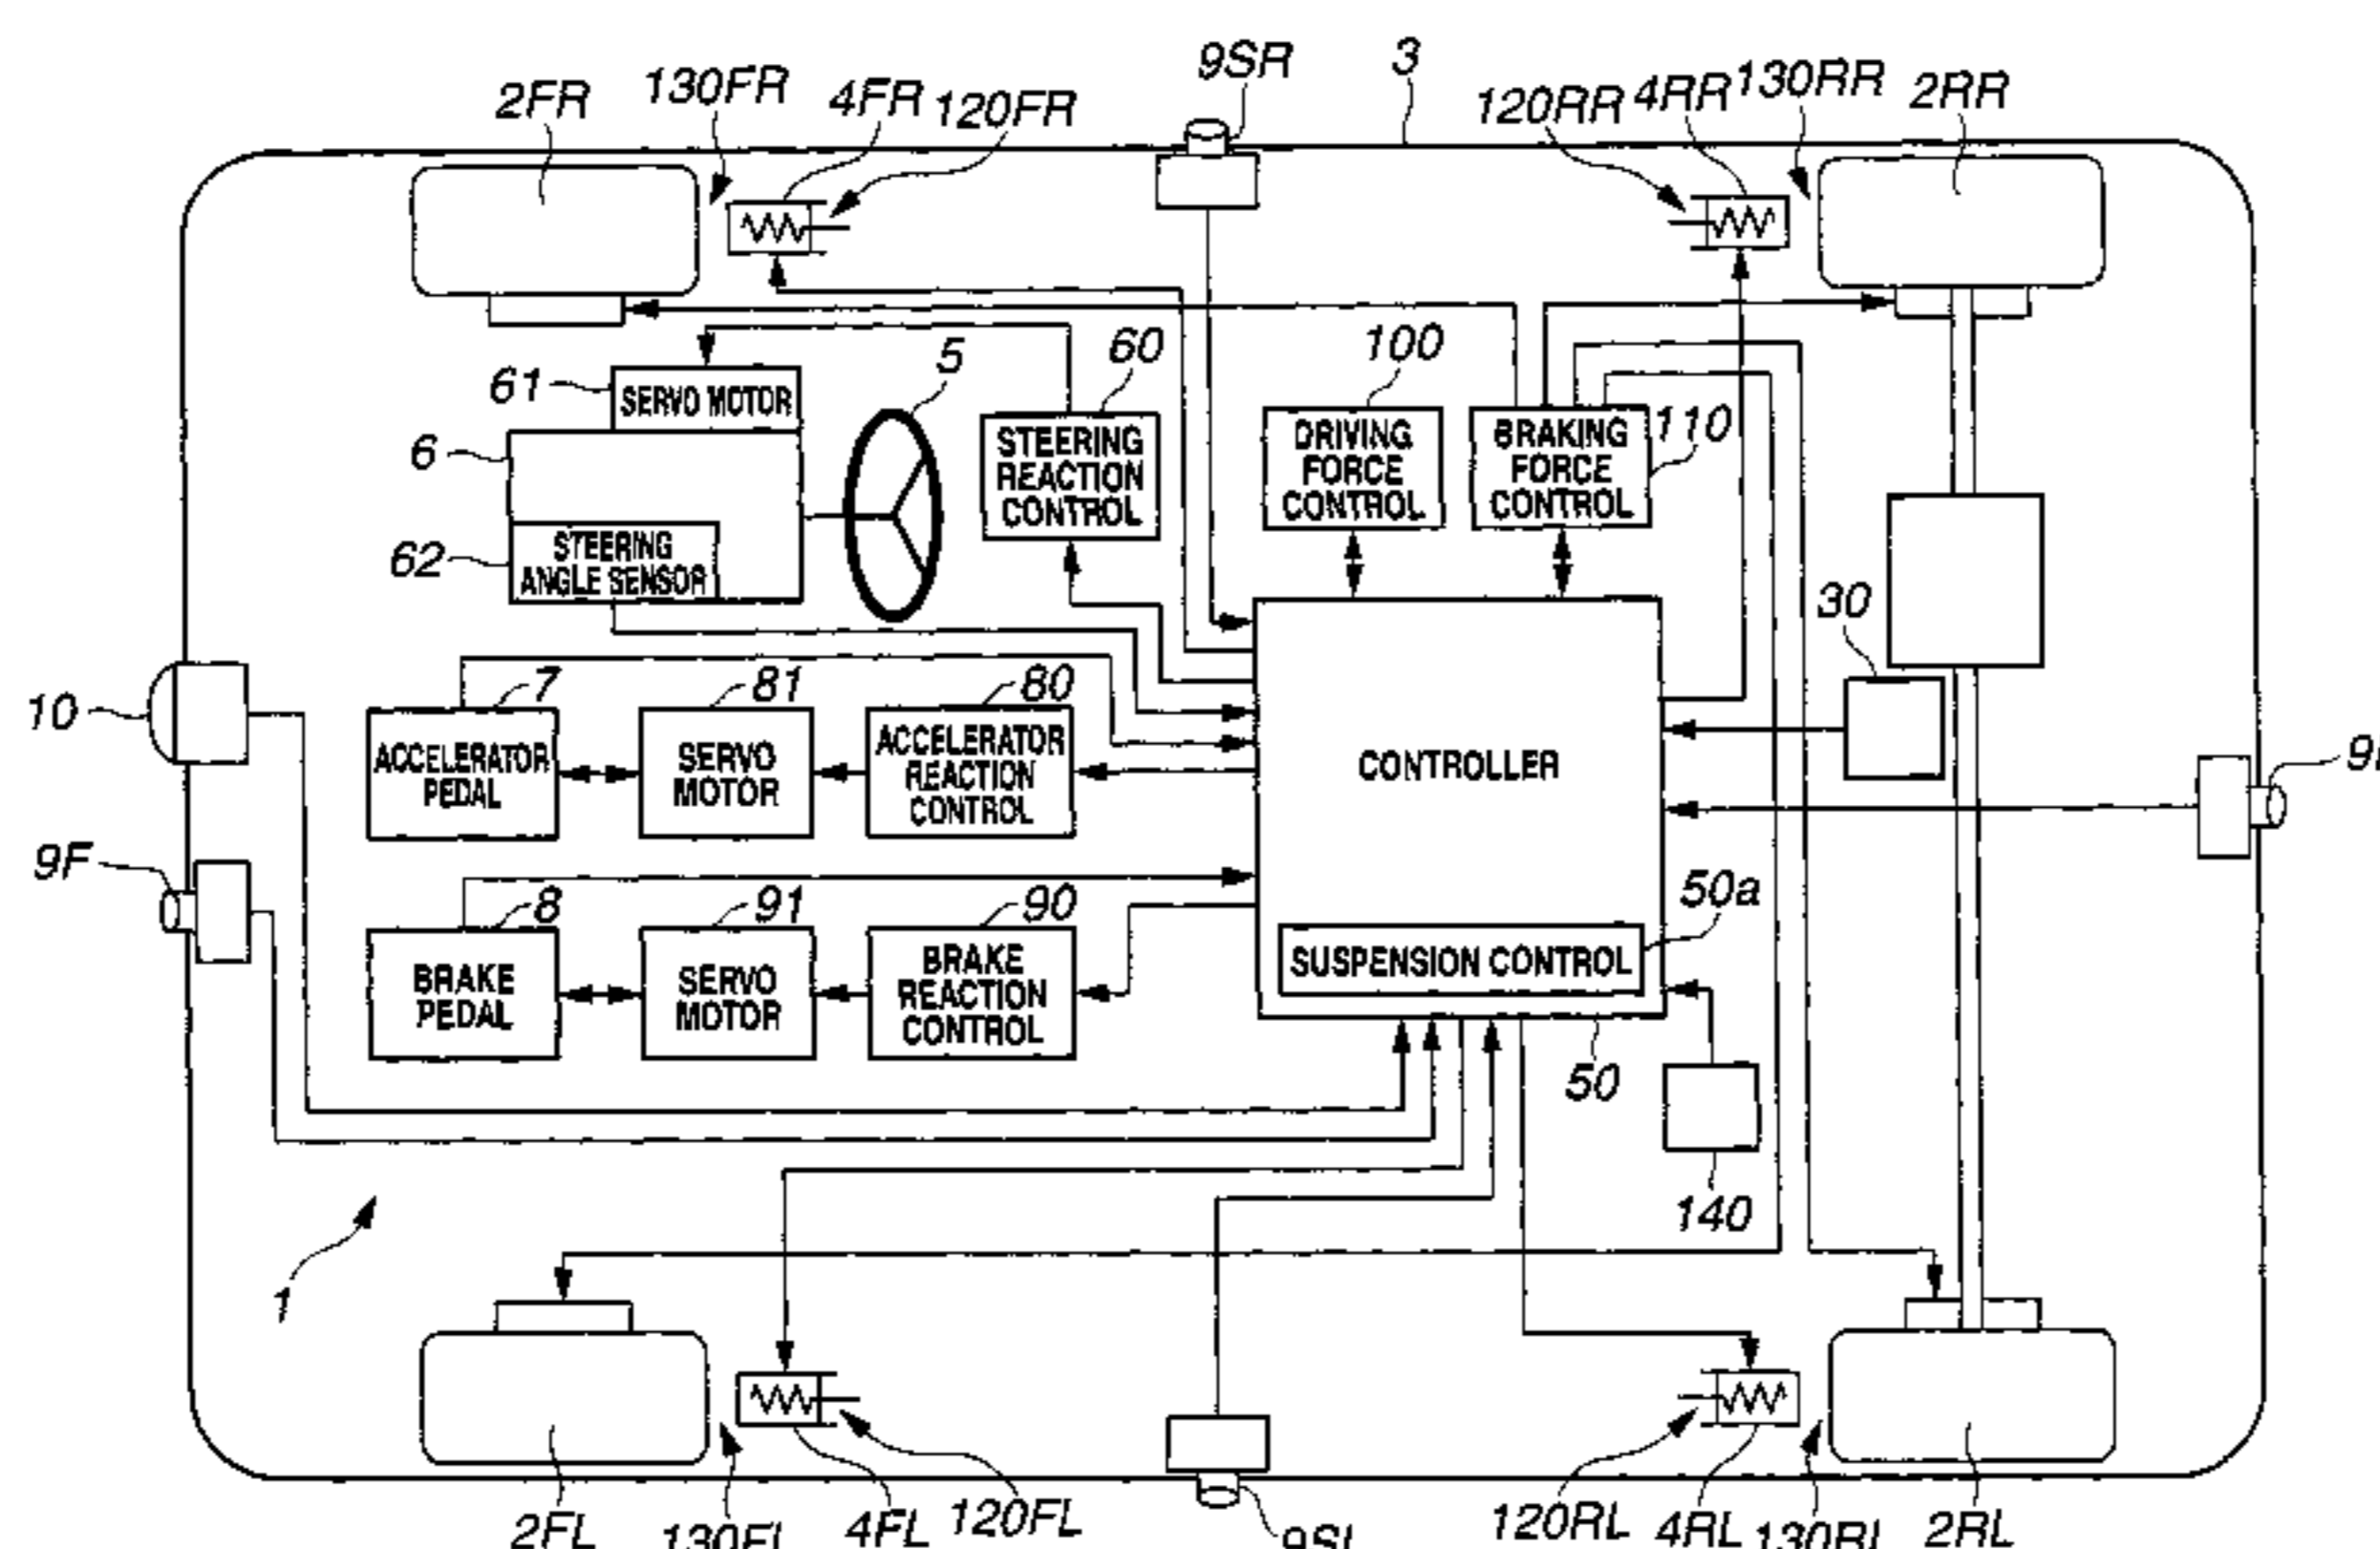 9SR
3
2FR
130FR
4FR
120FR
120RR
4RR
130RR
2RR
61
SERVO MOTOR
5
60
100
110
6
STEERING
REACTION
CONTROL
DRIVING
FORCE
CONTROL
BRAKING
FORCE
CONTROL
62
STEERING
ANGLE SENSOR
30
10
7
81
80
ACCELERATOR
PEDAL
SERVO
MOTOR
ACCELERATOR
REACTION
CONTROL
CONTROLLER
9F
8
91
90
50a
BRAKE
PEDAL
SERVO
MOTOR
BRAKE
REACTION
CONTROL
SUSPENSION CONTROL
50
140
1
2FL
130FL
4FL
120FL
9SL
120RL
4RL
130RL
2RL